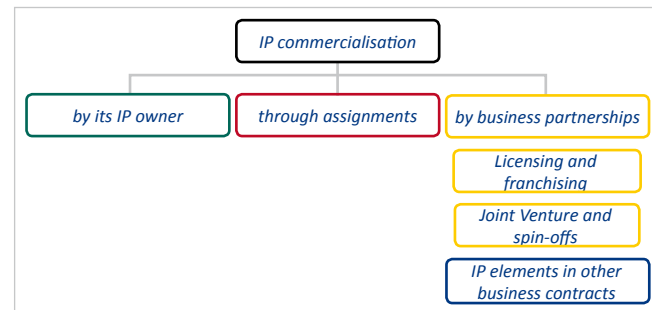 IP commercialisation
by its IP owner
through assignments
by business partnerships
Licensing and
franchising
Joint Venture and
spin-offs
IP elements in other
business contracts